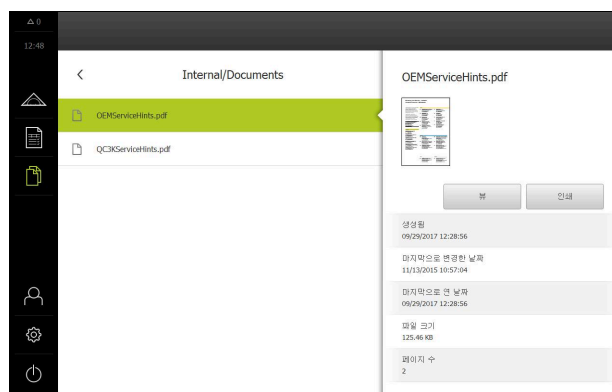 0
12:48
Internal/Documents
OEMServiceHints.pdf
QC3KServiceHints.pdf
OEMServiceHints.pdf
뷰
인쇄
생성됨
09/29/2017 12:28:56
마지막으로 변경한 날짜
11/13/2015 10:57:04
마지막으로 연 날짜
09/29/2017 12:28:56
파일 크기
125.46 KB
페이지 수
2